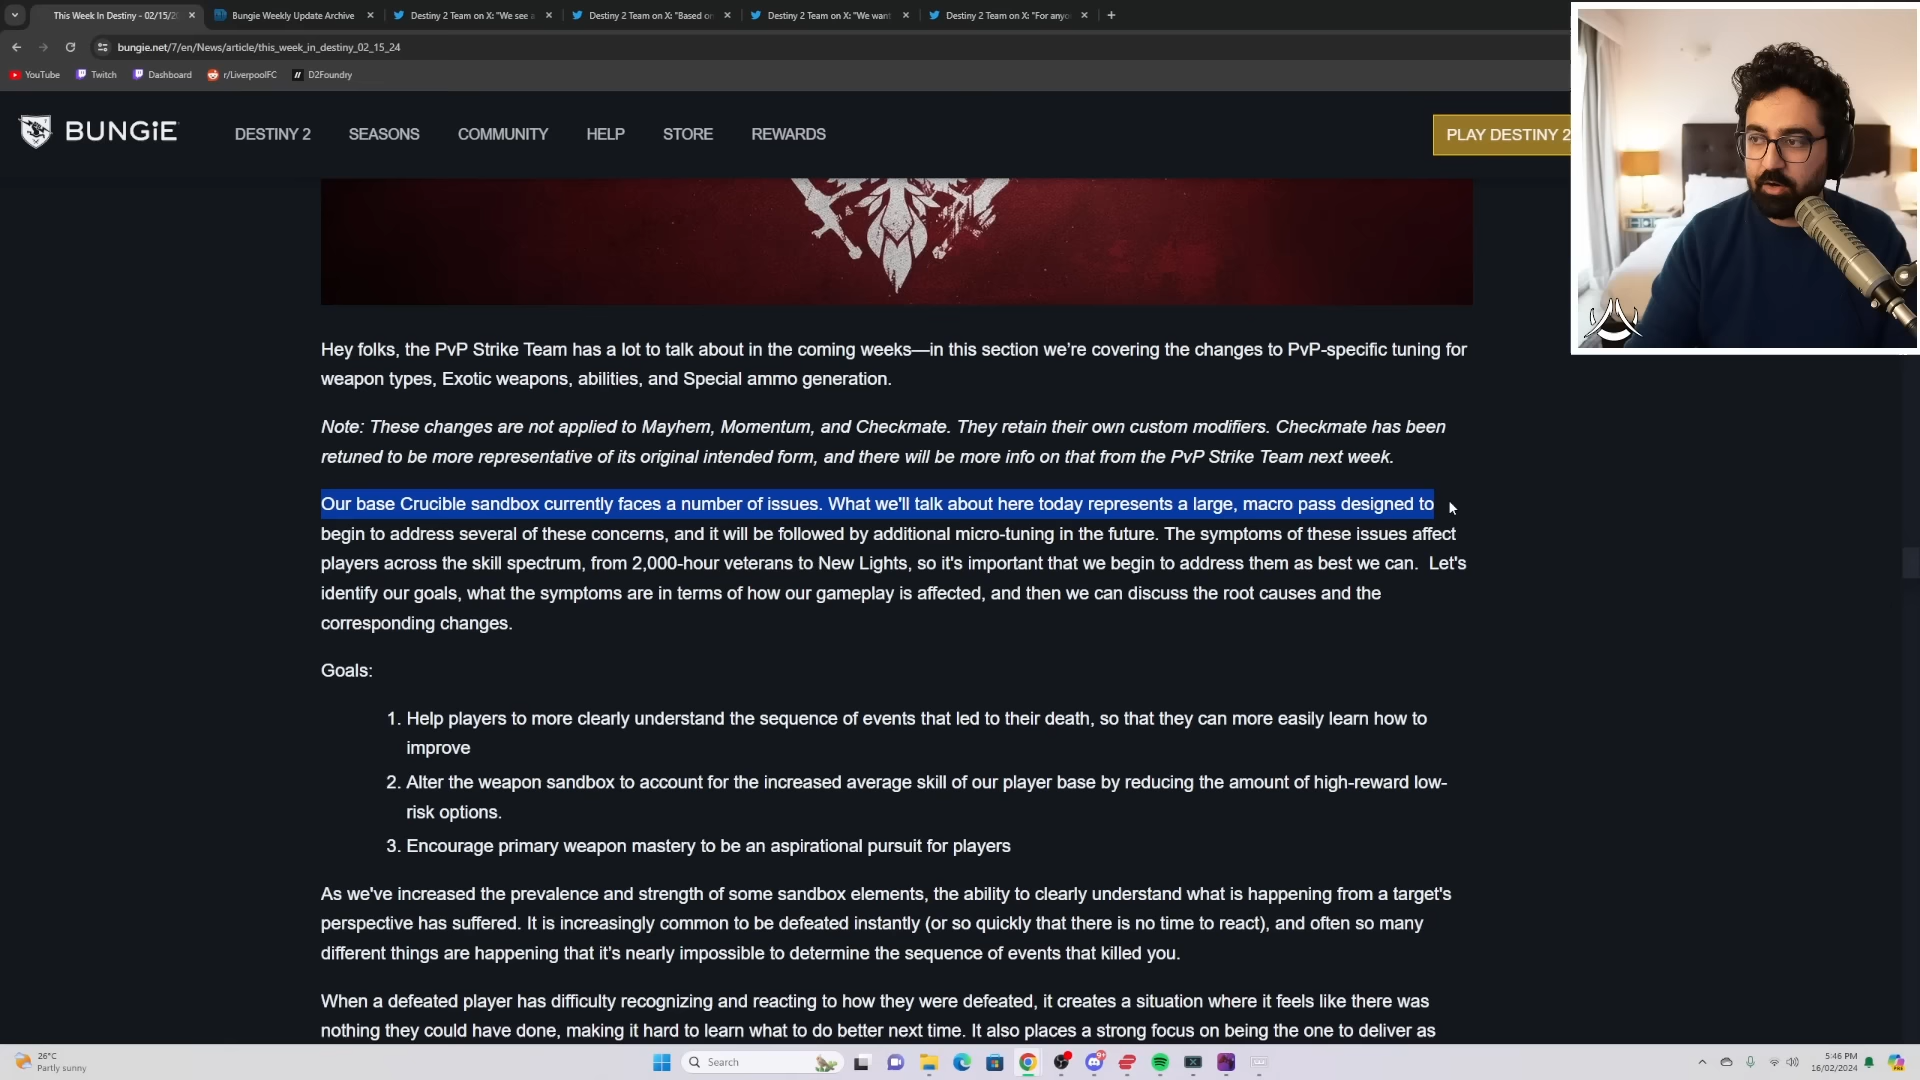 This Week In Destiny - 02/15/2
Bungie Weekly Update Archive
Destiny 2 Team on X: "We see a
Destiny 2 Team on X: "Based on
Destiny 2 Team on X: "We want
Destiny 2 Team on X: "For anyo
bungie.net/7/en/News/article/this_week_in_destiny_02_15_24
YouTube
Twitch
Dashboard
r/LiverpoolFC
D2Foundry
BUNGiE
DESTINY 2
SEASONS
COMMUNITY
HELP
STORE
REWARDS
PLAY DESTINY 2
Hey folks, the PvP Strike Team has a lot to talk about in the coming weeks—in this section we’re covering the changes to PvP-specific tuning for
weapon types, Exotic weapons, abilities, and Special ammo generation.
Note: These changes are not applied to Mayhem, Momentum, and Checkmate. They retain their own custom modifiers. Checkmate has been
retuned to be more representative of its original intended form, and there will be more info on that from the PvP Strike Team next week.
Our base Crucible sandbox currently faces a number of issues. What we'll talk about here today represents a large, macro pass designed to
begin to address several of these concerns, and it will be followed by additional micro-tuning in the future. The symptoms of these issues affect
players across the skill spectrum, from 2,000-hour veterans to New Lights, so it's important that we begin to address them as best we can. Let's
identify our goals, what the symptoms are in terms of how our gameplay is affected, and then we can discuss the root causes and the
corresponding changes.
Goals:
1. Help players to more clearly understand the sequence of events that led to their death, so that they can more easily learn how to
improve
2. Alter the weapon sandbox to account for the increased average skill of our player base by reducing the amount of high-reward low-
risk options.
3. Encourage primary weapon mastery to be an aspirational pursuit for players
As we've increased the prevalence and strength of some sandbox elements, the ability to clearly understand what is happening from a target's
perspective has suffered. It is increasingly common to be defeated instantly (or so quickly that there is no time to react), and often so many
different things are happening that it's nearly impossible to determine the sequence of events that killed you.
When a defeated player has difficulty recognizing and reacting to how they were defeated, it creates a situation where it feels like there was
nothing they could have done, making it hard to learn what to do better next time. It also places a strong focus on being the one to deliver as
26°C
Partly sunny
Search
5:46 PM
16/02/2024